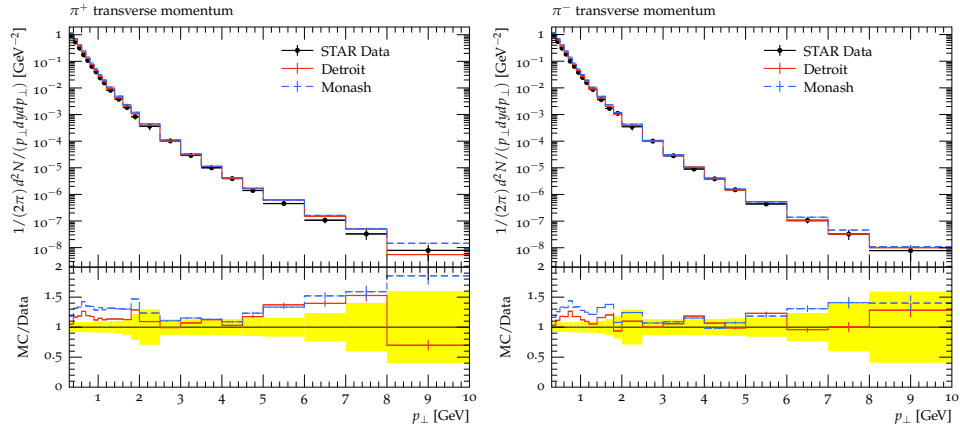 π⁺ transverse momentum
1/(2π) d²N/(p⊥dydp⊥) [GeV⁻²]
1
10⁻¹
10⁻²
10⁻³
10⁻⁴
10⁻⁵
10⁻⁶
10⁻⁷
10⁻⁸
STAR Data
Detroit
Monash
MC/Data
2
1.5
1
0.5
0
1 2 3 4 5 6 7 8 9 10
p⊥ [GeV]
π⁻ transverse momentum
1/(2π) d²N/(p⊥dydp⊥) [GeV⁻²]
1
10⁻¹
10⁻²
10⁻³
10⁻⁴
10⁻⁵
10⁻⁶
10⁻⁷
10⁻⁸
STAR Data
Detroit
Monash
MC/Data
2
1.5
1
0.5
0
1 2 3 4 5 6 7 8 9 10
p⊥ [GeV]